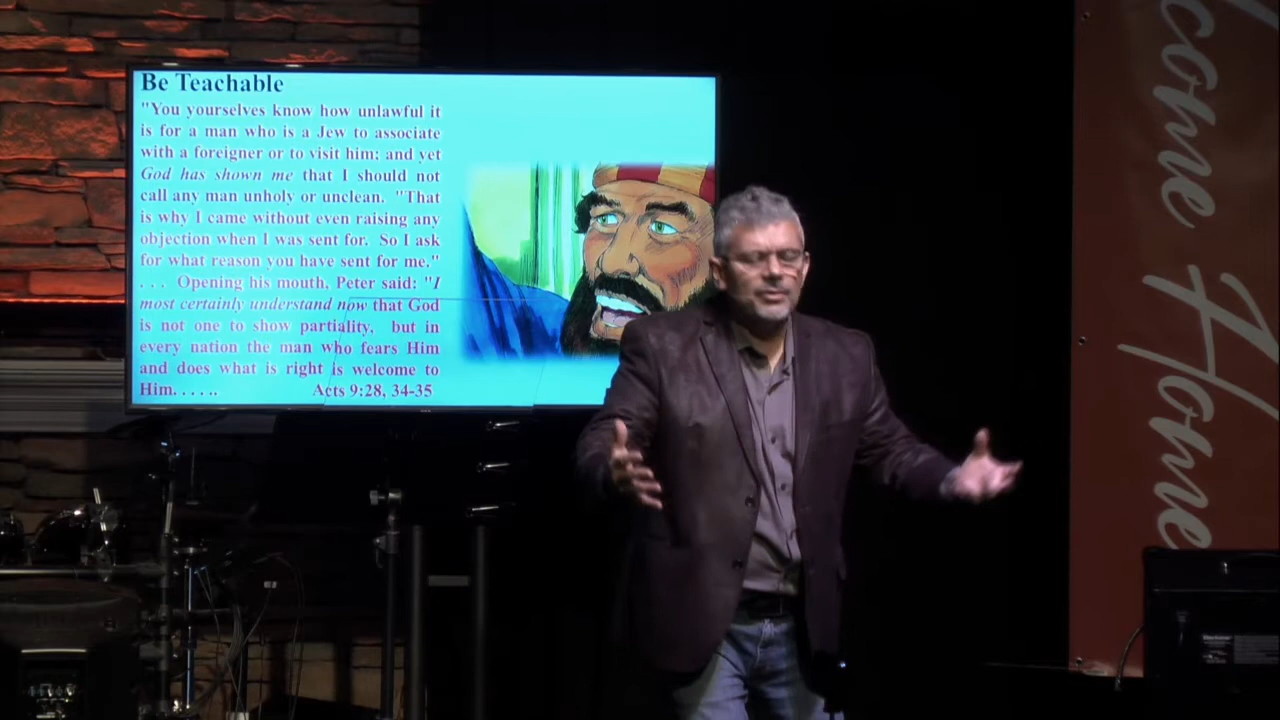 Be Teachable
"You yourselves know how unlawful it
is for a man who is a Jew to associate
with a foreigner or to visit him; and yet
God has shown me that I should not
call any man unholy or unclean. "That
is why I came without even raising any
objection when I was sent for. So I ask
for what reason you have sent for me."
. . . Opening his mouth, Peter said: "I
most certainly understand now that God
is not one to show partiality, but in
every nation the man who fears Him
and does what is right is welcome to
Him. . . . . .
Acts 9:28, 34-35
come Home